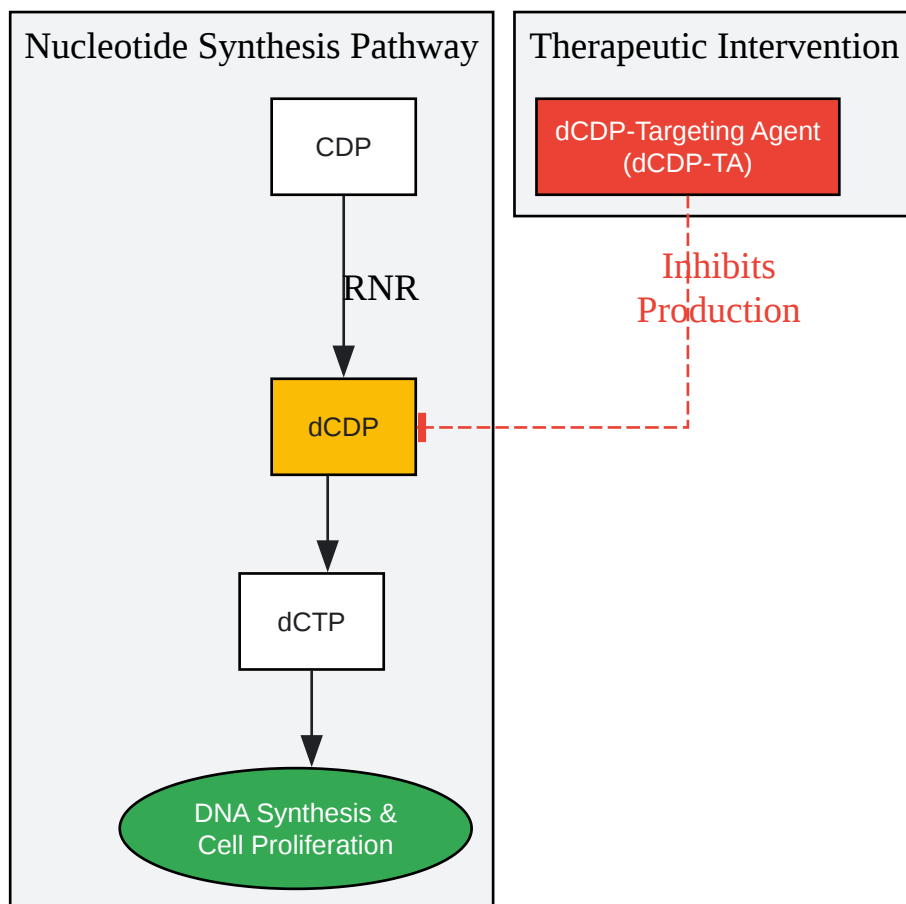 Nucleotide Synthesis Pathway
CDP
RNR
dCDP
dCTP
DNA Synthesis &
Cell Proliferation
Therapeutic Intervention
dCDP-Targeting Agent
(dCDP-TA)
Inhibits
Production